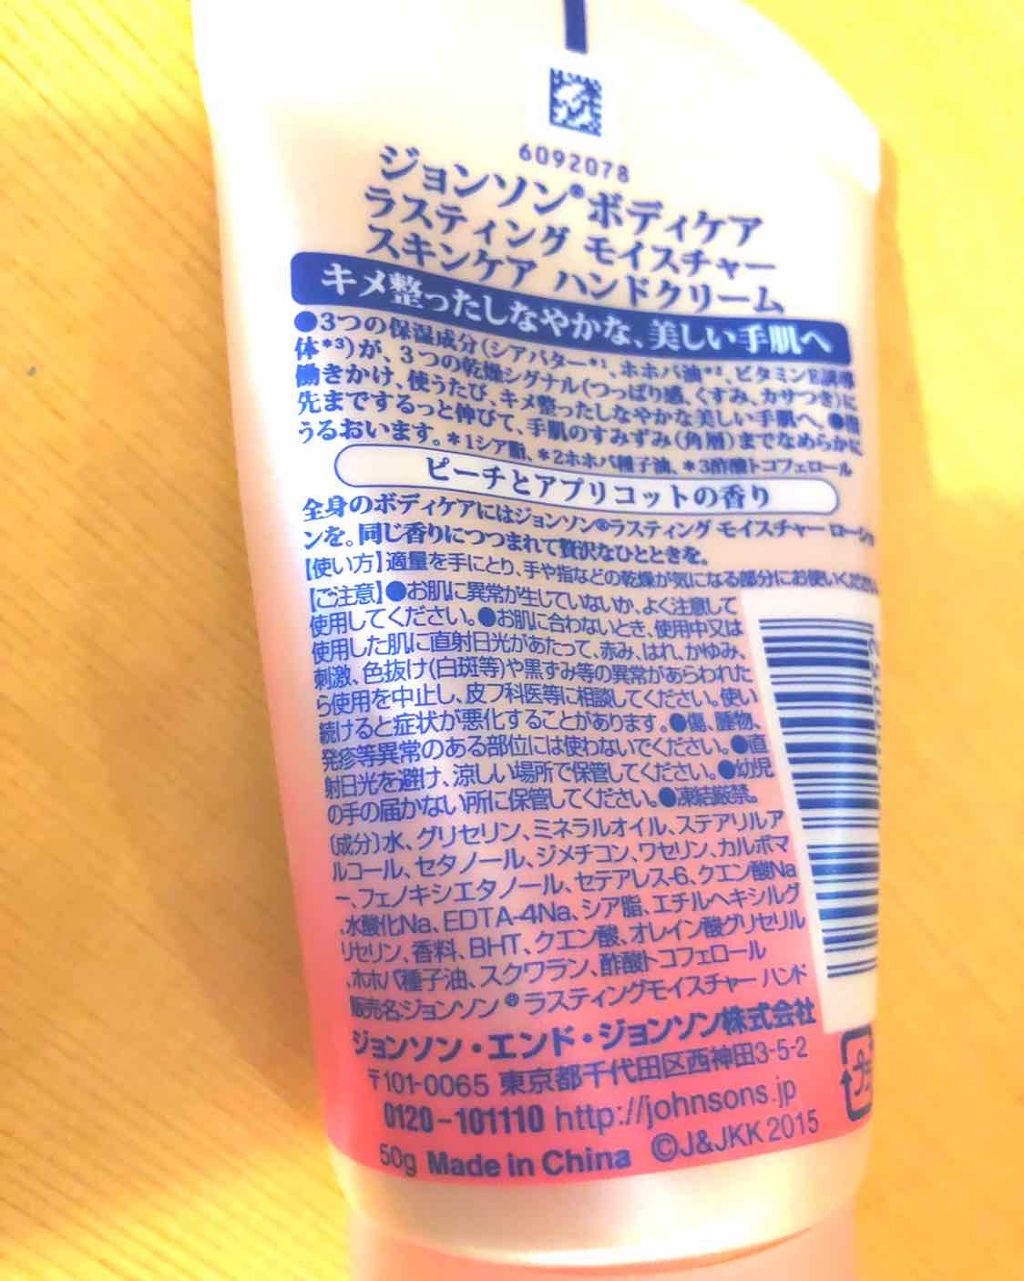 6092078
ジョンソン®ボディケア
ラスティング モイスチャー
スキンケア ハンドクリーム
キメ整ったしなやかな、美しい手肌へ
●3つの保湿成分(シアバター*¹、ホホバ油*²、ビタミンE誘導
体*³)が、3つの乾燥シグナル(つっぱり感、くすみ、カサつき)に
働きかけ、使うたび、キメ整ったしなやかな美しい手肌へ。●指
先までするっと伸びて、手肌のすみずみ(角層)までなめらかに
うるおいます。*1シア脂、*2ホホバ種子油、*3酢酸トコフェロール
ピーチとアプリコットの香り
全身のボディケアにはジョンソン®ラスティング モイスチャー ローショ
ンを。同じ香りにつつまれて贅沢なひとときを。
【使い方】適量を手にとり、手や指などの乾燥が気になる部分にお使いください。
【ご注意】●お肌に異常が生じていないか、よく注意して
使用してください。●お肌に合わないとき、使用中又は
使用した肌に直射日光があたって、赤み、はれ、かゆみ、
刺激、色抜け(白斑等)や黒ずみ等の異常があらわれた
ら使用を中止し、皮フ科医等に相談してください。使い
続けると症状が悪化することがあります。●傷、腫物、
発疹等異常のある部位には使わないでください。●直
射日光を避け、涼しい場所で保管してください。●幼児
の手の届かない所に保管してください。●凍結厳禁。
(成分)水、グリセリン、ミネラルオイル、ステアリルア
ルコール、セタノール、ジメチコン、ワセリン、カルボマ
ー、フェノキシエタノール、セテアレス-6、クエン酸Na
、水酸化Na、EDTA-4Na、シア脂、エチルヘキシルグ
リセリン、香料、BHT、クエン酸、オレイン酸グリセリル
、ホホバ種子油、スクワラン、酢酸トコフェロール
販売名ジョンソン®ラスティングモイスチャー ハンド
ジョンソン・エンド・ジョンソン株式会社
〒101-0065 東京都千代田区西神田3-5-2
0120-101110 http://johnsons.jp
50g Made in China ©J&JKK 2015